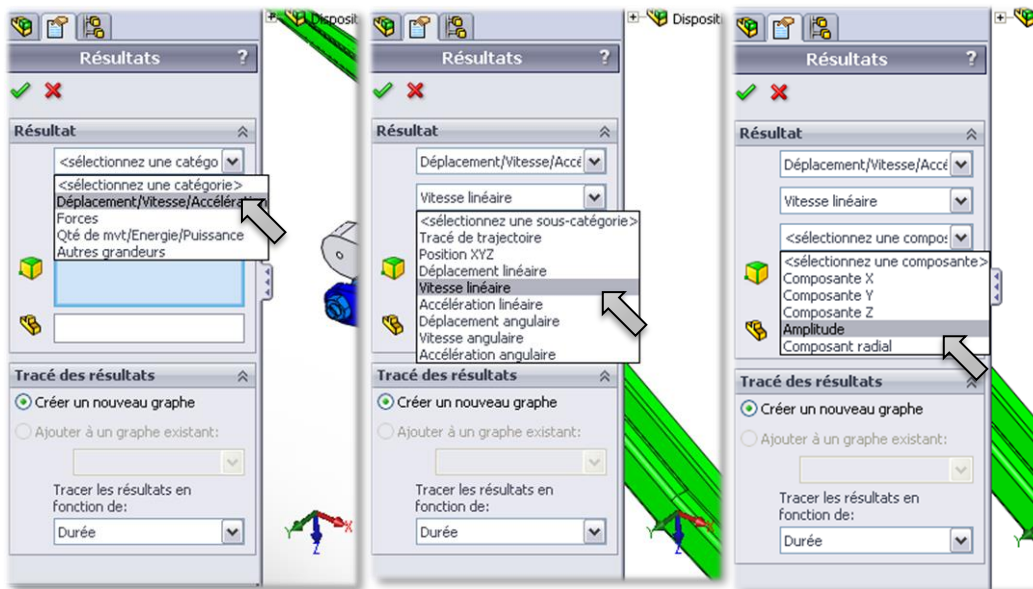 Disposit
Résultats ?
Résultat
<sélectionnez une catégo
<sélectionnez une catégorie>
Déplacement/Vitesse/Accélération
Forces
Qté de mvt/Energie/Puissance
Autres grandeurs
Tracé des résultats
Créer un nouveau graphe
Ajouter à un graphe existant:
Tracer les résultats en
fonction de:
Durée
Y X
Z
Disposit
Résultats ?
Résultat
Déplacement/Vitesse/Accé
Vitesse linéaire
<sélectionnez une sous-catégorie>
Tracé de trajectoire
Position XYZ
Déplacement linéaire
Vitesse linéaire
Accélération linéaire
Déplacement angulaire
Vitesse angulaire
Accélération angulaire
Tracé des résultats
Créer un nouveau graphe
Ajouter à un graphe existant:
Tracer les résultats en
fonction de:
Durée
Y X
Z
Résultats ?
Résultat
Déplacement/Vitesse/Accé
Vitesse linéaire
<sélectionnez une compos
<sélectionnez une composante>
Composante X
Composante Y
Composante Z
Amplitude
Composant radial
Tracé des résultats
Créer un nouveau graphe
Ajouter à un graphe existant:
Tracer les résultats en
fonction de:
Durée
Y